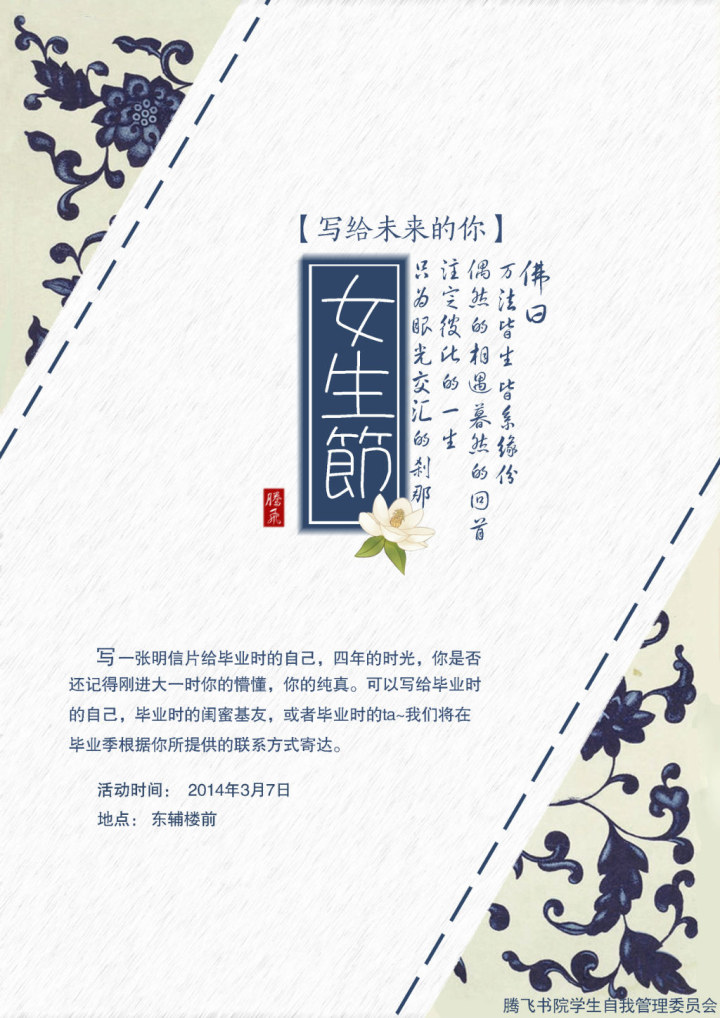 【写给未来的你】
女生節
佛曰
万法皆生皆系缘份
偶然的相遇暮然的回首
注定彼此的一生
只为眼光交汇的刹那
腾飞
写一张明信片给毕业时的自己，四年的时光，你是否
还记得刚进大一时你的懵懂，你的纯真。可以写给毕业时
的自己，毕业时的闺蜜基友，或者毕业时的ta~我们将在
毕业季根据你所提供的联系方式寄达。
活动时间： 2014年3月7日
地点： 东辅楼前
腾飞书院学生自我管理委员会